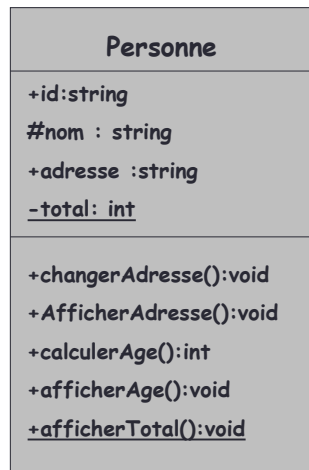 Personne
+id:string
#nom : string
+adresse :string
-total: int
+changerAdresse():void
+AfficherAdresse():void
+calculerAge():int
+afficherAge():void
+afficherTotal():void